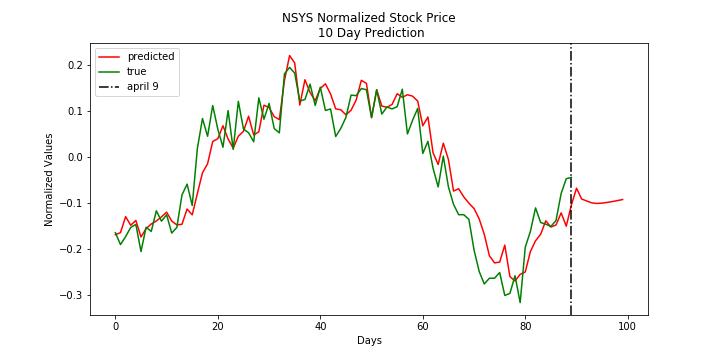 NSYS Normalized Stock Price
10 Day Prediction
predicted
true
april 9
Normalized Values
0.2
0.1
0.0
−0.1
−0.2
−0.3
0 20 40 60 80 100
Days